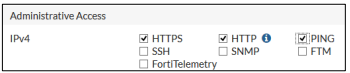 Administrative Access
IPv4 HTTPS HTTP PING
SSH SNMP FTM
FortiTelemetry